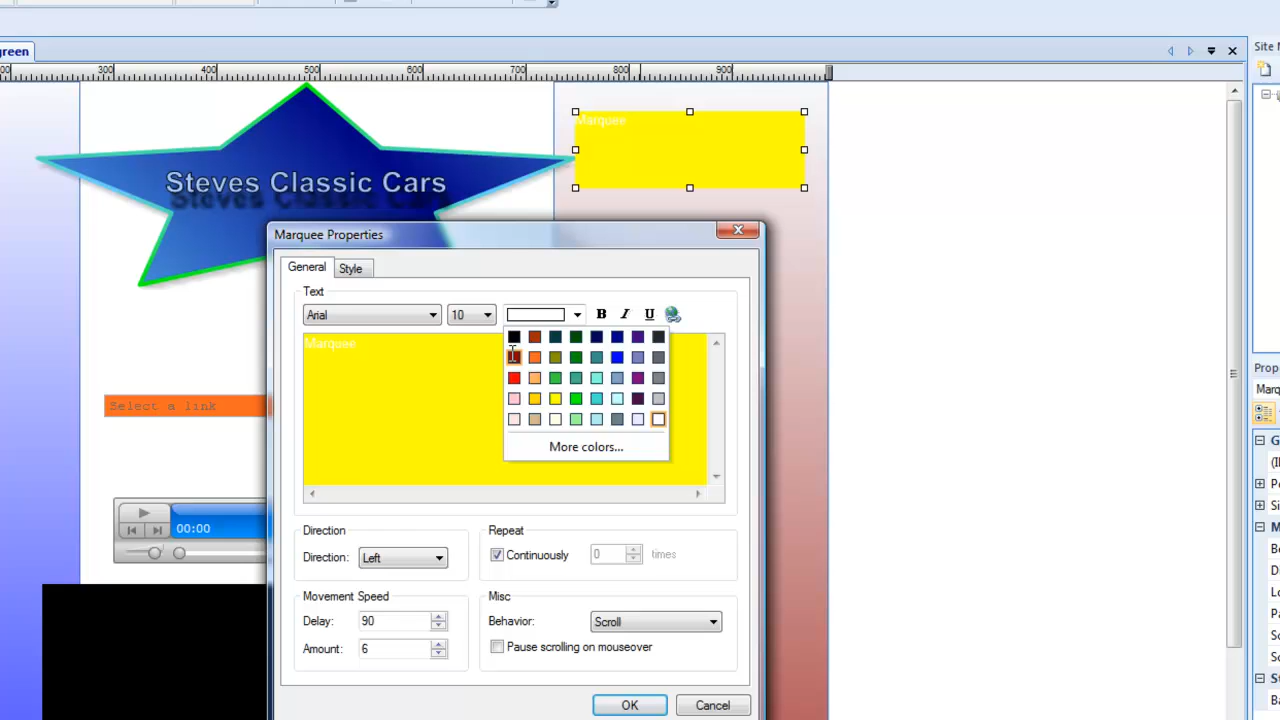 green
Site
300 400 500 600 700 800 900
Marquee
Steves Classic Cars
Marquee Properties
General Style
Text
Arial 10 B I U
Marquee
More colors...
Select a link
00:00
Direction
Direction: Left
Repeat
Continuously 0 times
Movement Speed
Delay: 90
Amount: 6
Misc
Behavior: Scroll
Pause scrolling on mouseover
OK Cancel